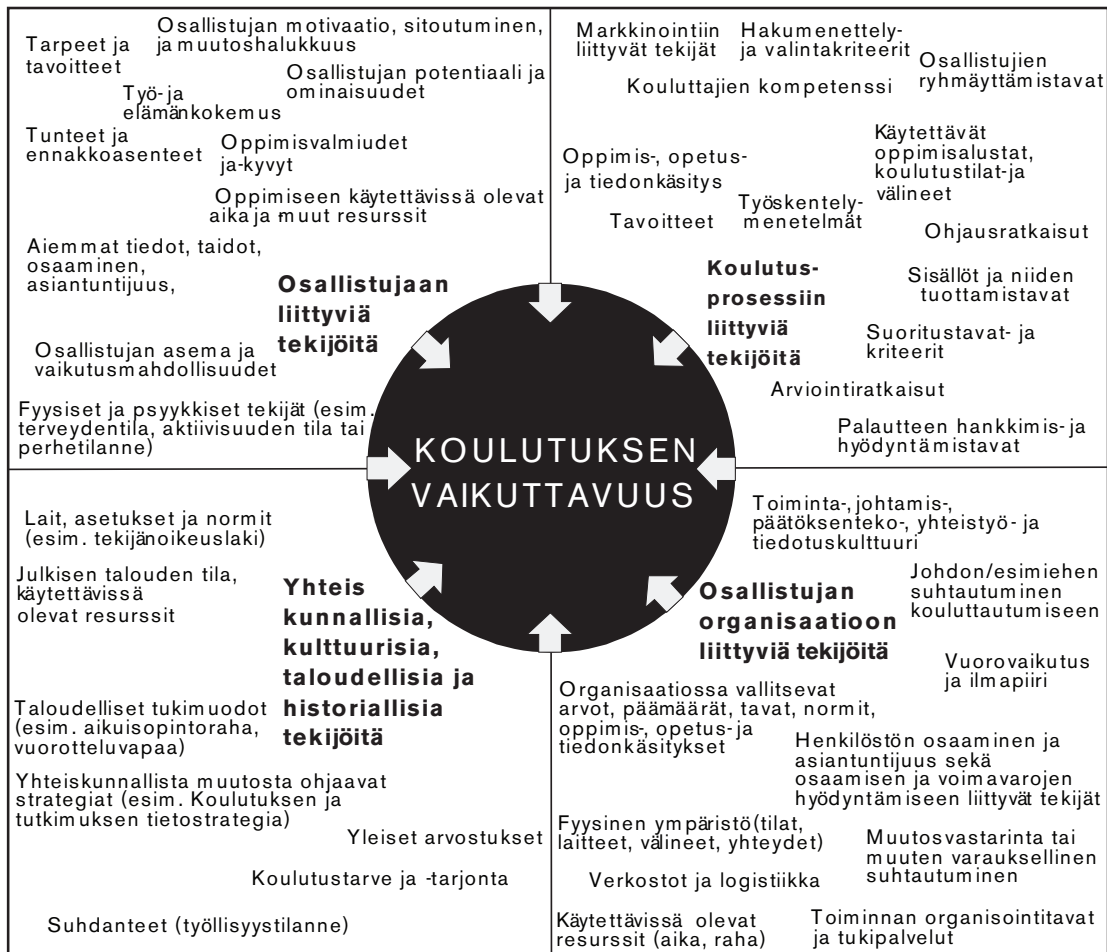 Osallistujan motivaatio, sitoutuminen,
ja muutoshalukkuus
Tarpeet ja
tavoitteet
Osallistujan potentiaali ja
ominaisuudet
Työ- ja
elämänkokemus
Tunteet ja
ennakkoasenteet
Oppimisvalmiudet
ja -kyvyt
Oppimiseen käytettävissä olevat
aika ja muut resurssit
Aiemmat tiedot, taidot,
osaaminen,
asiantuntijuus,
Osallistujaan
liittyviä
tekijöitä
Osallistujan asema ja
vaikutusmahdollisuudet
Fyysiset ja psyykkiset tekijät (esim.
terveydentila, aktiivisuuden tila tai
perhetilanne)
Markkinointiin
liittyvät tekijät
Hakumenettely-
ja valintakriteerit
Osallistujien
ryhmäyttämistavat
Kouluttajien kompetenssi
Käytettävät
oppimisalustat,
koulutustilat-ja
välineet
Oppimis-, opetus-
ja tiedonkäsitys
Tavoitteet
Työskentely-
menetelmät
Ohjausratkaisut
Koulutus-
prosessiin
liittyviä
tekijöitä
Sisällöt ja niiden
tuottamistavat
Suoritustavat- ja
kriteerit
Arviointiratkaisut
Palautteen hankkimis- ja
hyödyntämistavat
KOULUTUKSEN
VAIKUTTAVUUS
Lait, asetukset ja normit
(esim. tekijänoikeuslaki)
Julkisen talouden tila,
käytettävissä
olevat resurssit
Yhteis
kunnallisia,
kulttuurisia,
taloudellisia ja
historiallisia
tekijöitä
Taloudelliset tukimuodot
(esim. aikuisopintoraha,
vuorotteluvapaa)
Yhteiskunnallista muutosta ohjaavat
strategiat (esim. Koulutuksen ja
tutkimuksen tietostrategia)
Yleiset arvostukset
Koulutustarve ja -tarjonta
Suhdanteet (työllisyystilanne)
Toiminta-, johtamis-,
päätöksenteko-, yhteistyö- ja
tiedotuskulttuuri
Johdon/esimiehen
suhtautuminen
kouluttautumiseen
Osallistujan
organisaatioon
liittyviä tekijöitä
Vuorovaikutus
ja ilmapiiri
Organisaatiossa vallitsevat
arvot, päämäärät, tavat, normit,
oppimis-, opetus- ja
tiedonkäsitykset
Henkilöstön osaaminen ja
asiantuntijuus sekä
osaamisen ja voimavarojen
hyödyntämiseen liittyvät tekijät
Fyysinen ympäristö(tilat,
laitteet, välineet, yhteydet)
Muutosvastarinta tai
muuten varauksellinen
suhtautuminen
Verkostot ja logistiikka
Käytettävissä olevat
resurssit (aika, raha)
Toiminnan organisointitavat
ja tukipalvelut